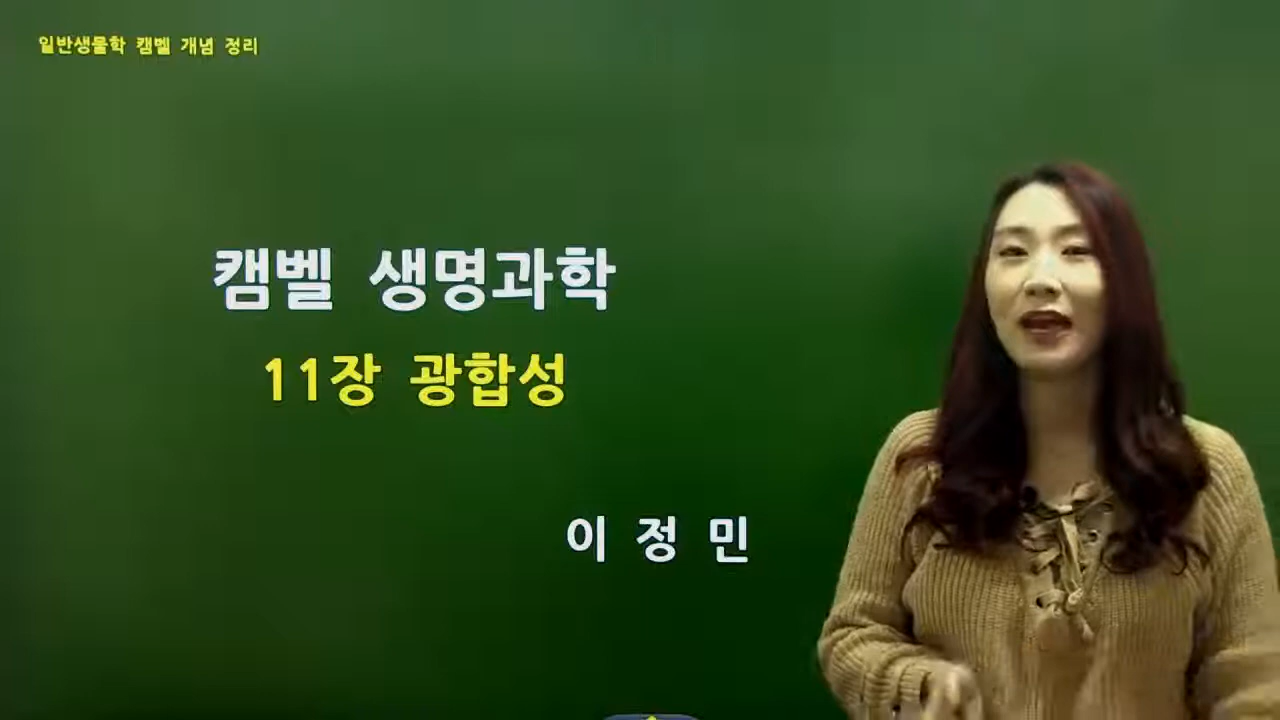 일반생물학 캠벨 개념 정리
캠벨 생명과학
11장 광합성
이 정 민